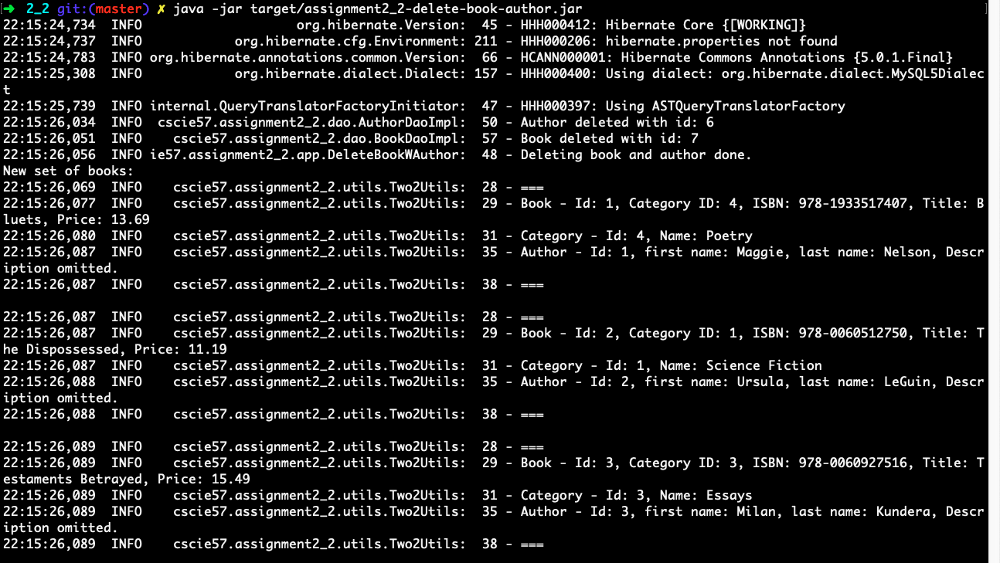 ➜  2_2 git:(master) ✗ java -jar target/assignment2_2-delete-book-author.jar
22:15:24,734  INFO                    org.hibernate.Version:  45 - HHH000412: Hibernate Core {[WORKING]}
22:15:24,737  INFO            org.hibernate.cfg.Environment: 211 - HHH000206: hibernate.properties not found
22:15:24,783  INFO org.hibernate.annotations.common.Version:  66 - HCANN000001: Hibernate Commons Annotations {5.0.1.Final}
22:15:25,308  INFO            org.hibernate.dialect.Dialect: 157 - HHH000400: Using dialect: org.hibernate.dialect.MySQL5Dialec
t
22:15:25,739  INFO internal.QueryTranslatorFactoryInitiator:  47 - HHH000397: Using ASTQueryTranslatorFactory
22:15:26,034  INFO  cscie57.assignment2_2.dao.AuthorDaoImpl:  50 - Author deleted with id: 6
22:15:26,051  INFO    cscie57.assignment2_2.dao.BookDaoImpl:  57 - Book deleted with id: 7
22:15:26,056  INFO ie57.assignment2_2.app.DeleteBookWAuthor:  48 - Deleting book and author done.
New set of books:
22:15:26,069  INFO    cscie57.assignment2_2.utils.Two2Utils:  28 - ===
22:15:26,077  INFO    cscie57.assignment2_2.utils.Two2Utils:  29 - Book - Id: 1, Category ID: 4, ISBN: 978-1933517407, Title: B
luets, Price: 13.69
22:15:26,080  INFO    cscie57.assignment2_2.utils.Two2Utils:  31 - Category - Id: 4, Name: Poetry
22:15:26,087  INFO    cscie57.assignment2_2.utils.Two2Utils:  35 - Author - Id: 1, first name: Maggie, last name: Nelson, Descr
iption omitted.
22:15:26,087  INFO    cscie57.assignment2_2.utils.Two2Utils:  38 - ===
22:15:26,087  INFO    cscie57.assignment2_2.utils.Two2Utils:  28 - ===
22:15:26,087  INFO    cscie57.assignment2_2.utils.Two2Utils:  29 - Book - Id: 2, Category ID: 1, ISBN: 978-0060512750, Title: T
he Dispossessed, Price: 11.19
22:15:26,087  INFO    cscie57.assignment2_2.utils.Two2Utils:  31 - Category - Id: 1, Name: Science Fiction
22:15:26,088  INFO    cscie57.assignment2_2.utils.Two2Utils:  35 - Author - Id: 2, first name: Ursula, last name: LeGuin, Descr
iption omitted.
22:15:26,088  INFO    cscie57.assignment2_2.utils.Two2Utils:  38 - ===
22:15:26,089  INFO    cscie57.assignment2_2.utils.Two2Utils:  28 - ===
22:15:26,089  INFO    cscie57.assignment2_2.utils.Two2Utils:  29 - Book - Id: 3, Category ID: 3, ISBN: 978-0060927516, Title: T
estaments Betrayed, Price: 15.49
22:15:26,089  INFO    cscie57.assignment2_2.utils.Two2Utils:  31 - Category - Id: 3, Name: Essays
22:15:26,089  INFO    cscie57.assignment2_2.utils.Two2Utils:  35 - Author - Id: 3, first name: Milan, last name: Kundera, Descr
iption omitted.
22:15:26,089  INFO    cscie57.assignment2_2.utils.Two2Utils:  38 - ===